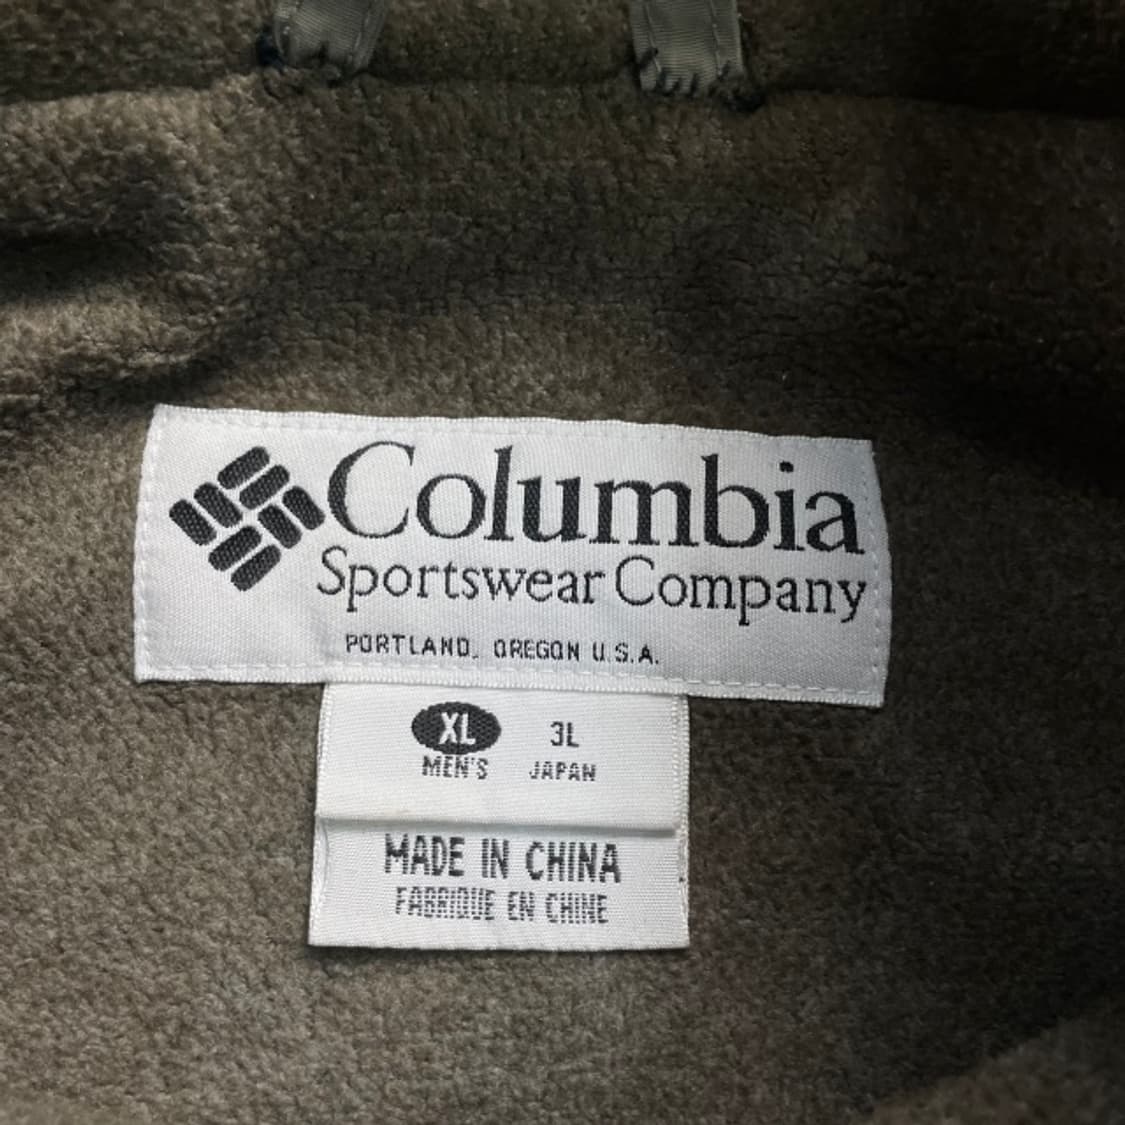 Columbia
Sportswear Company
PORTLAND, OREGON U.S.A.
XL 3L
MEN'S JAPAN
MADE IN CHINA
FABRIQUE EN CHINE